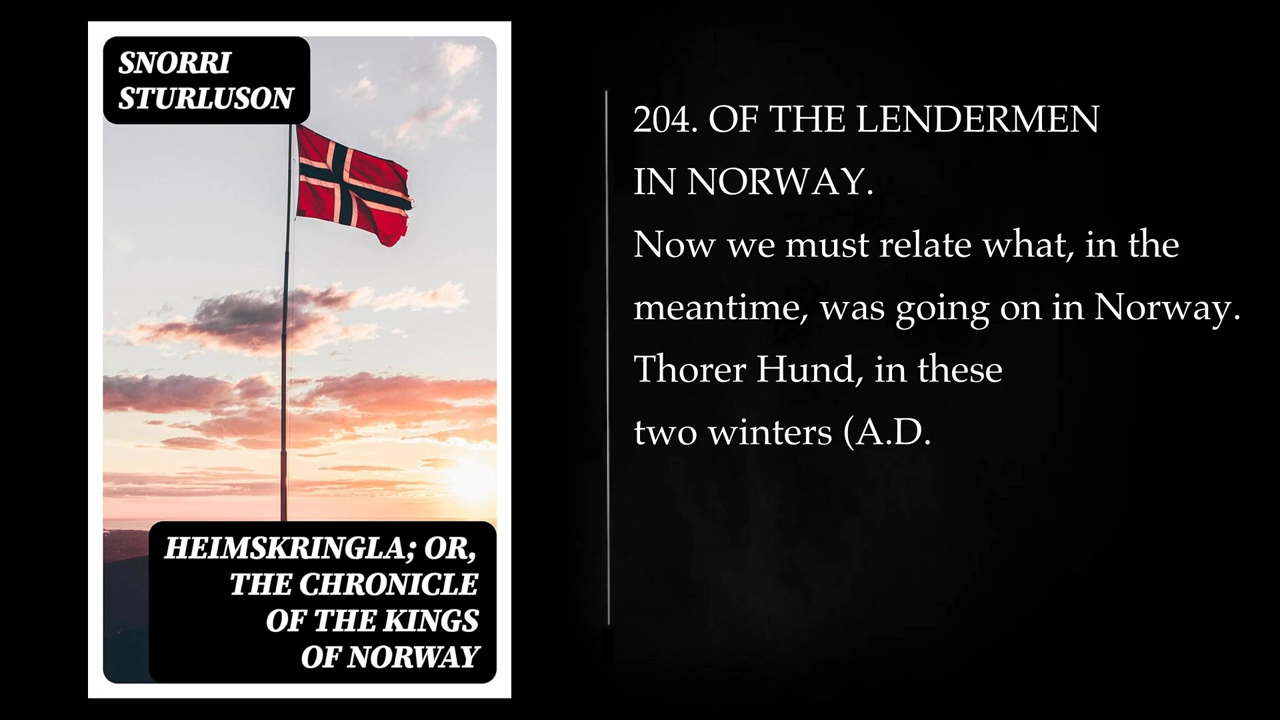 SNORRI
STURLUSON
HEIMSKRINGLA; OR,
THE CHRONICLE
OF THE KINGS
OF NORWAY
204. OF THE LENDERMEN
IN NORWAY.
Now we must relate what, in the
meantime, was going on in Norway.
Thorer Hund, in these
two winters (A.D.